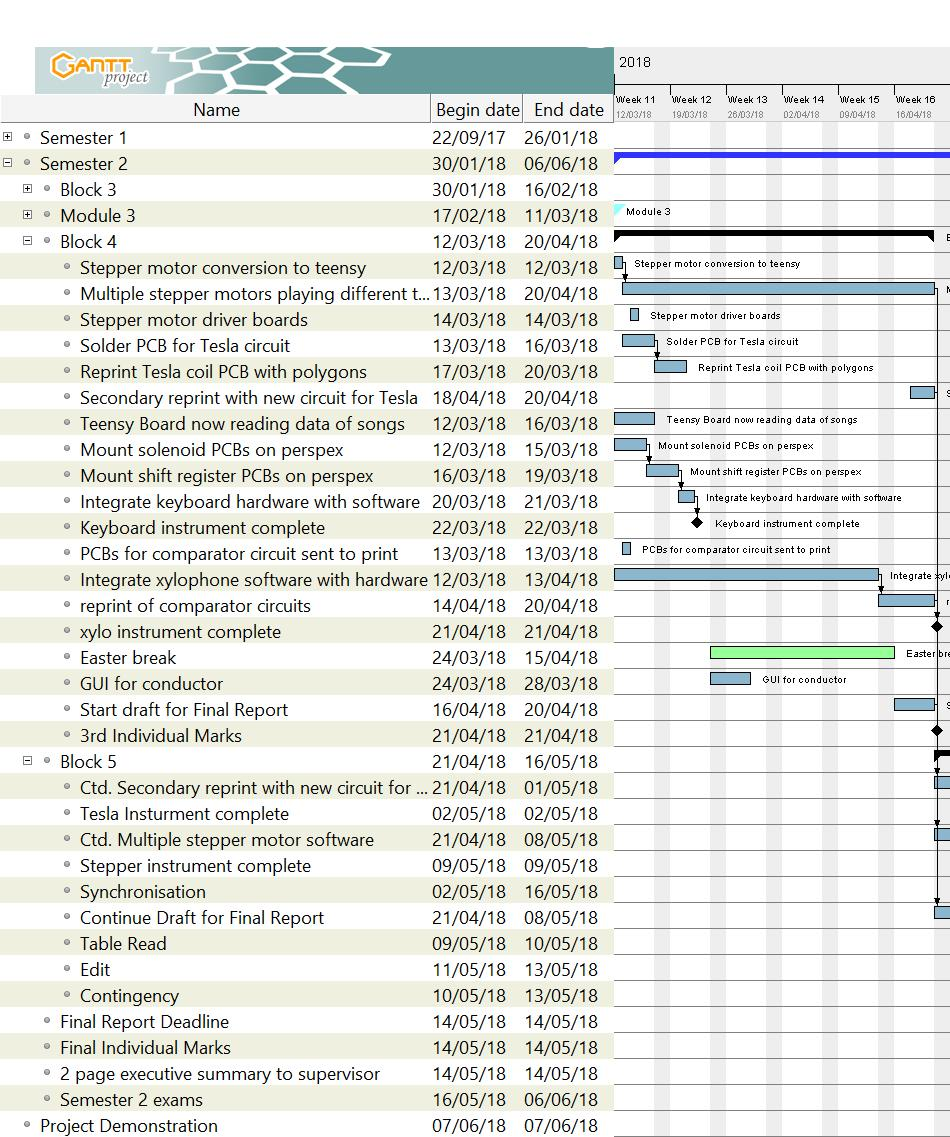 GANTT
project
2018
Name Begin date End date
Week 11 Week 12 Week 13 Week 14 Week 15 Week 16
12/03/18 19/03/18 26/03/18 02/04/18 09/04/18 16/04/18
Semester 1 22/09/17 26/01/18
Semester 2 30/01/18 06/06/18
Block 3 30/01/18 16/02/18
Module 3 17/02/18 11/03/18 Module 3
Block 4 12/03/18 20/04/18
Stepper motor conversion to teensy 12/03/18 12/03/18 Stepper motor conversion to teensy
Multiple stepper motors playing different t... 13/03/18 20/04/18
Stepper motor driver boards 14/03/18 14/03/18 Stepper motor driver boards
Solder PCB for Tesla circuit 13/03/18 16/03/18 Solder PCB for Tesla circuit
Reprint Tesla coil PCB with polygons 17/03/18 20/03/18 Reprint Tesla coil PCB with polygons
Secondary reprint with new circuit for Tesla 18/04/18 20/04/18
Teensy Board now reading data of songs 12/03/18 16/03/18 Teensy Board now reading data of songs
Mount solenoid PCBs on perspex 12/03/18 15/03/18 Mount solenoid PCBs on perspex
Mount shift register PCBs on perspex 16/03/18 19/03/18 Mount shift register PCBs on perspex
Integrate keyboard hardware with software 20/03/18 21/03/18 Integrate keyboard hardware with software
Keyboard instrument complete 22/03/18 22/03/18 Keyboard instrument complete
PCBs for comparator circuit sent to print 13/03/18 13/03/18 PCBs for comparator circuit sent to print
Integrate xylophone software with hardware 12/03/18 13/04/18 Integrate xylo
reprint of comparator circuits 14/04/18 20/04/18
xylo instrument complete 21/04/18 21/04/18
Easter break 24/03/18 15/04/18 Easter bre
GUI for conductor 24/03/18 28/03/18 GUI for conductor
Start draft for Final Report 16/04/18 20/04/18
3rd Individual Marks 21/04/18 21/04/18
Block 5 21/04/18 16/05/18
Ctd. Secondary reprint with new circuit for ... 21/04/18 01/05/18
Tesla Insturment complete 02/05/18 02/05/18
Ctd. Multiple stepper motor software 21/04/18 08/05/18
Stepper instrument complete 09/05/18 09/05/18
Synchronisation 02/05/18 16/05/18
Continue Draft for Final Report 21/04/18 08/05/18
Table Read 09/05/18 10/05/18
Edit 11/05/18 13/05/18
Contingency 10/05/18 13/05/18
Final Report Deadline 14/05/18 14/05/18
Final Individual Marks 14/05/18 14/05/18
2 page executive summary to supervisor 14/05/18 14/05/18
Semester 2 exams 16/05/18 06/06/18
Project Demonstration 07/06/18 07/06/18